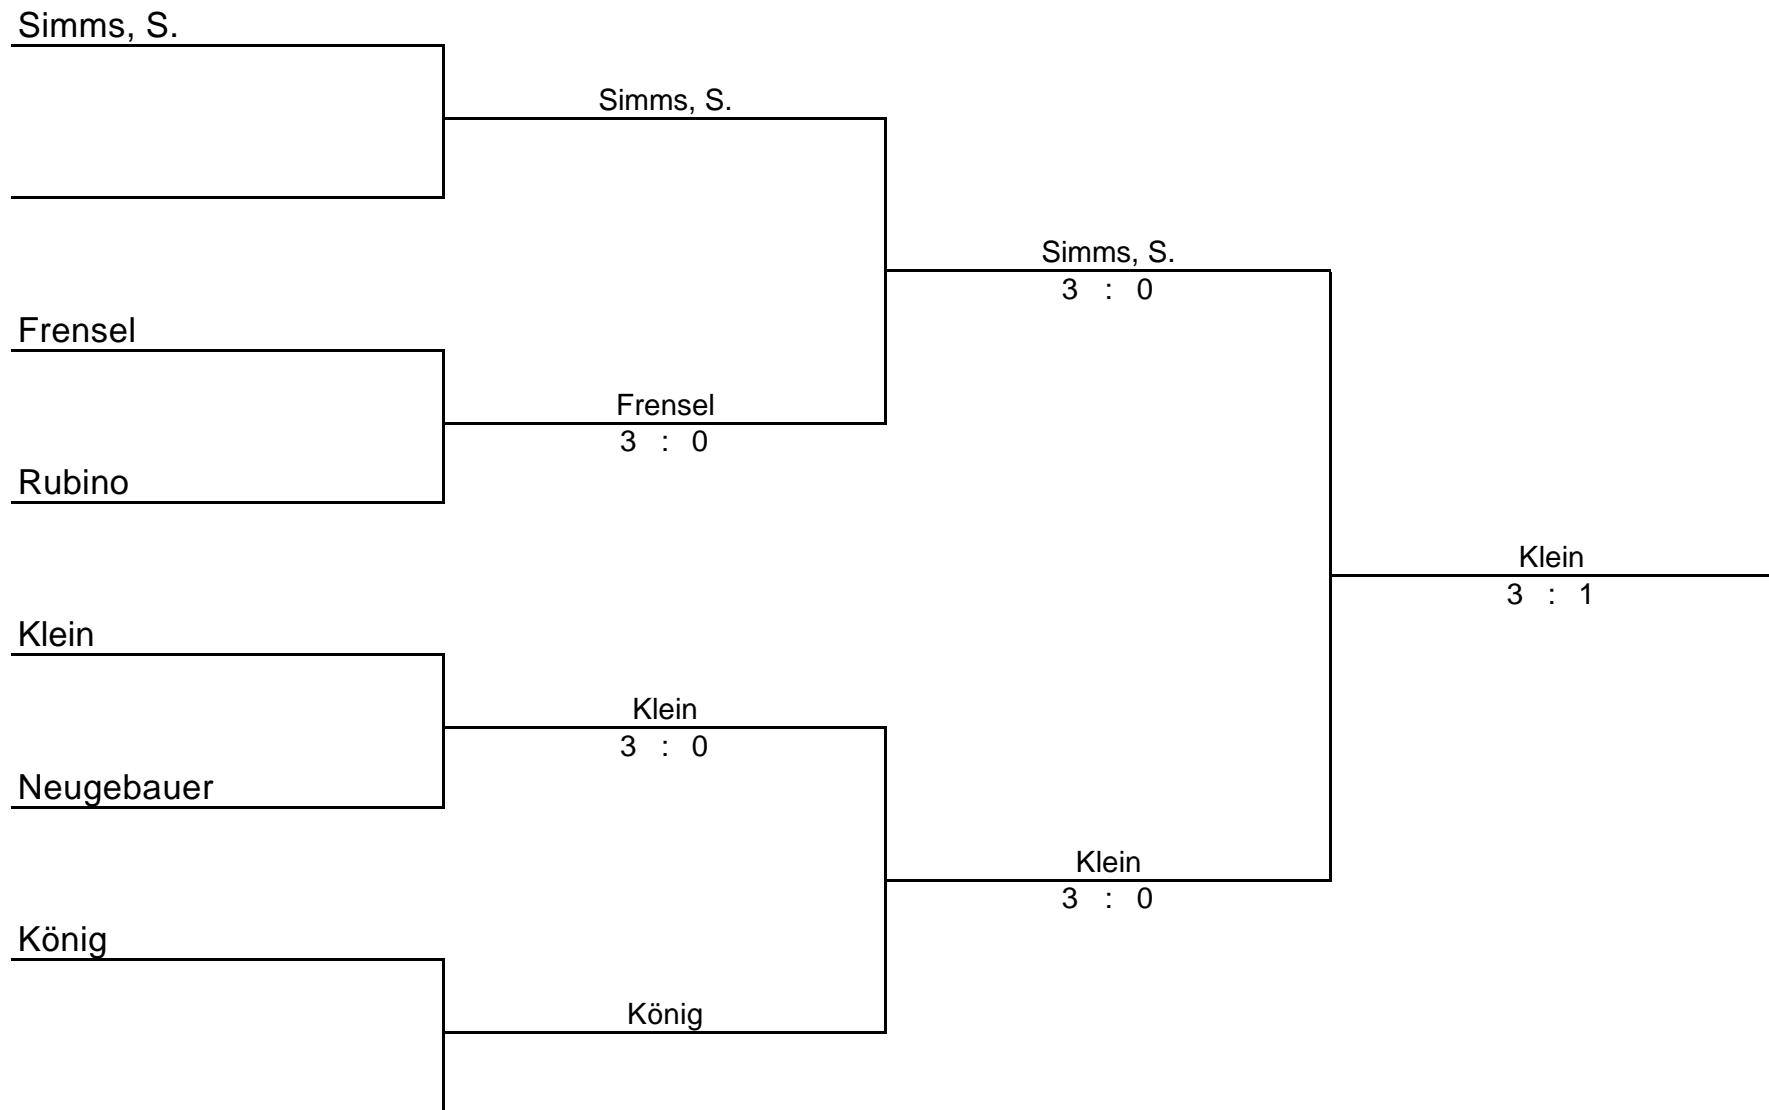 Simms, S.
Simms, S.
Simms, S.
3 : 0
Frensel
Frensel
3 : 0
Rubino
Klein
3 : 1
Klein
Klein
3 : 0
Neugebauer
Klein
3 : 0
König
König